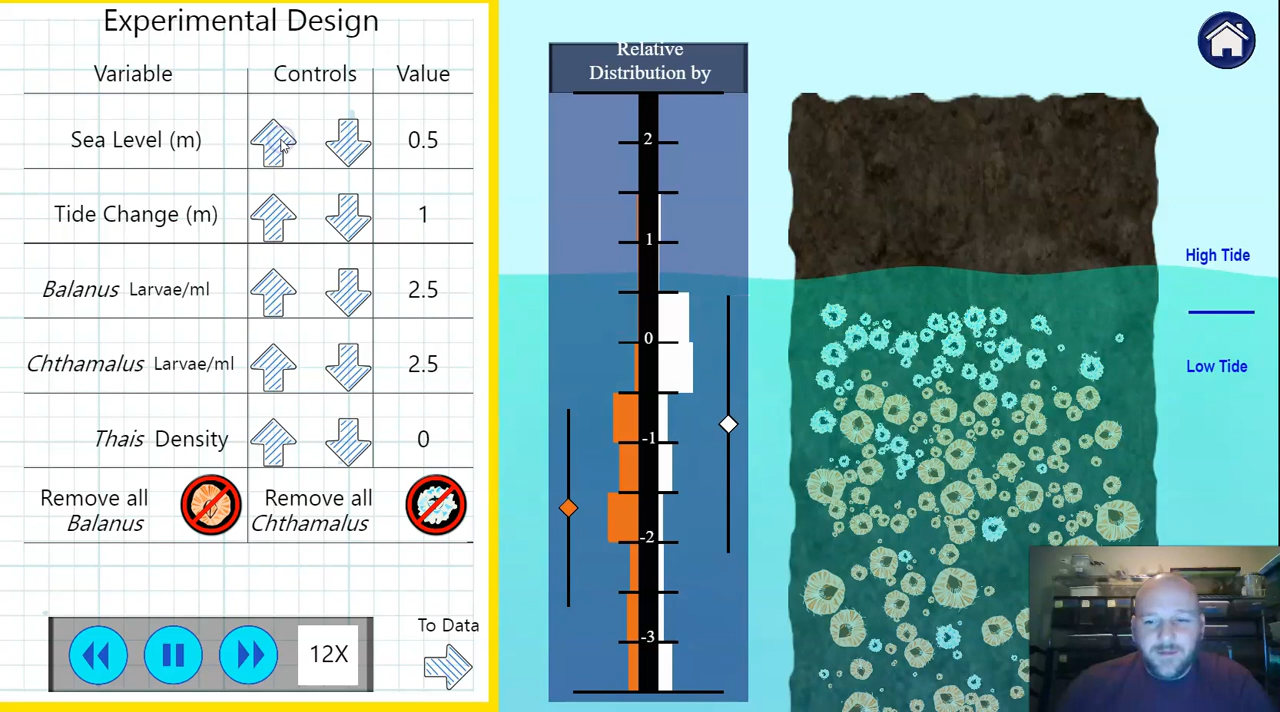 Experimental Design
Variable Controls Value
Sea Level (m) 0.5
Tide Change (m) 1
Balanus Larvae/ml 2.5
Chthamalus Larvae/ml 2.5
Thais Density 0
Remove all
Balanus
Remove all
Chthamalus
12X
To Data
Relative
Distribution by
2
1
0
-1
-2
-3
High Tide
Low Tide